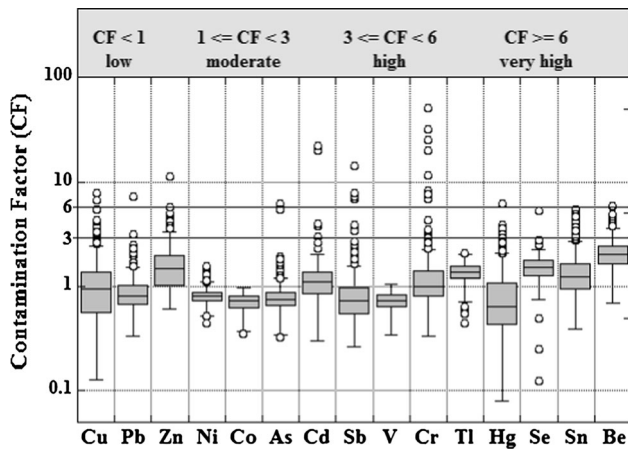 CF < 1 1 <= CF < 3 3 <= CF < 6 CF >= 6
low moderate high very high
Contamination Factor (CF)
100
10
6
3
1
0.1
Cu Pb Zn Ni Co As Cd Sb V Cr Tl Hg Se Sn Be